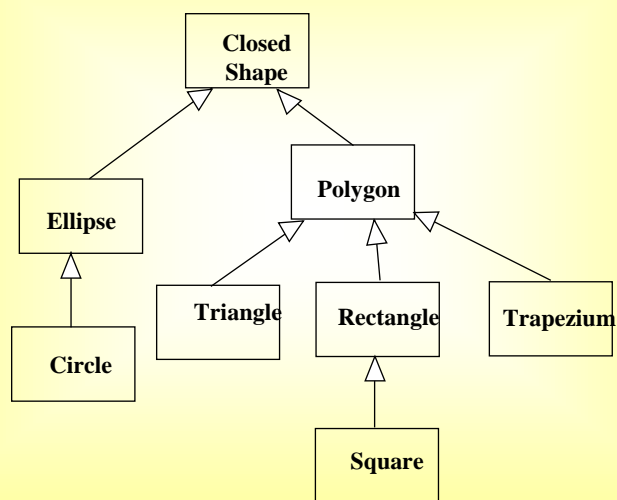 Closed
Shape
Polygon
Ellipse
Triangle
Rectangle
Trapezium
Circle
Square